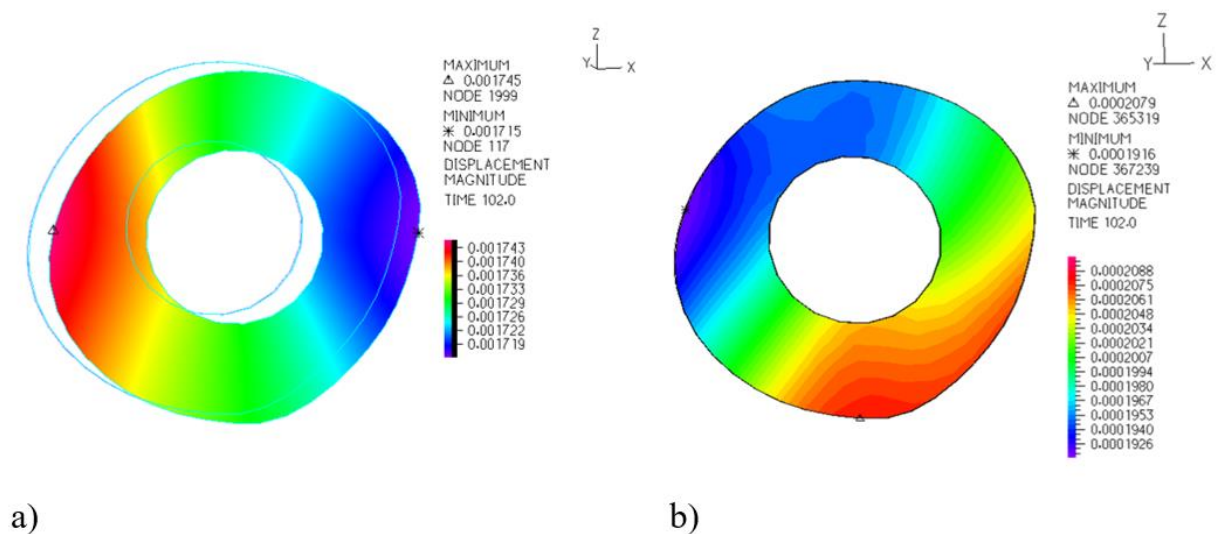 Z
Y X
MAXIMUM
Δ 0.001745
NODE 1999
MINIMUM
* 0.001715
NODE 117
DISPLACEMENT
MAGNITUDE
TIME 102.0
0.001743
0.001740
0.001736
0.001733
0.001729
0.001726
0.001722
0.001719
a)
Z
Y X
MAXIMUM
Δ 0.0002079
NODE 365319
MINIMUM
* 0.0001916
NODE 367239
DISPLACEMENT
MAGNITUDE
TIME 102.0
0.0002088
0.0002075
0.0002061
0.0002048
0.0002034
0.0002021
0.0002007
0.0001994
0.0001980
0.0001967
0.0001953
0.0001940
0.0001926
b)